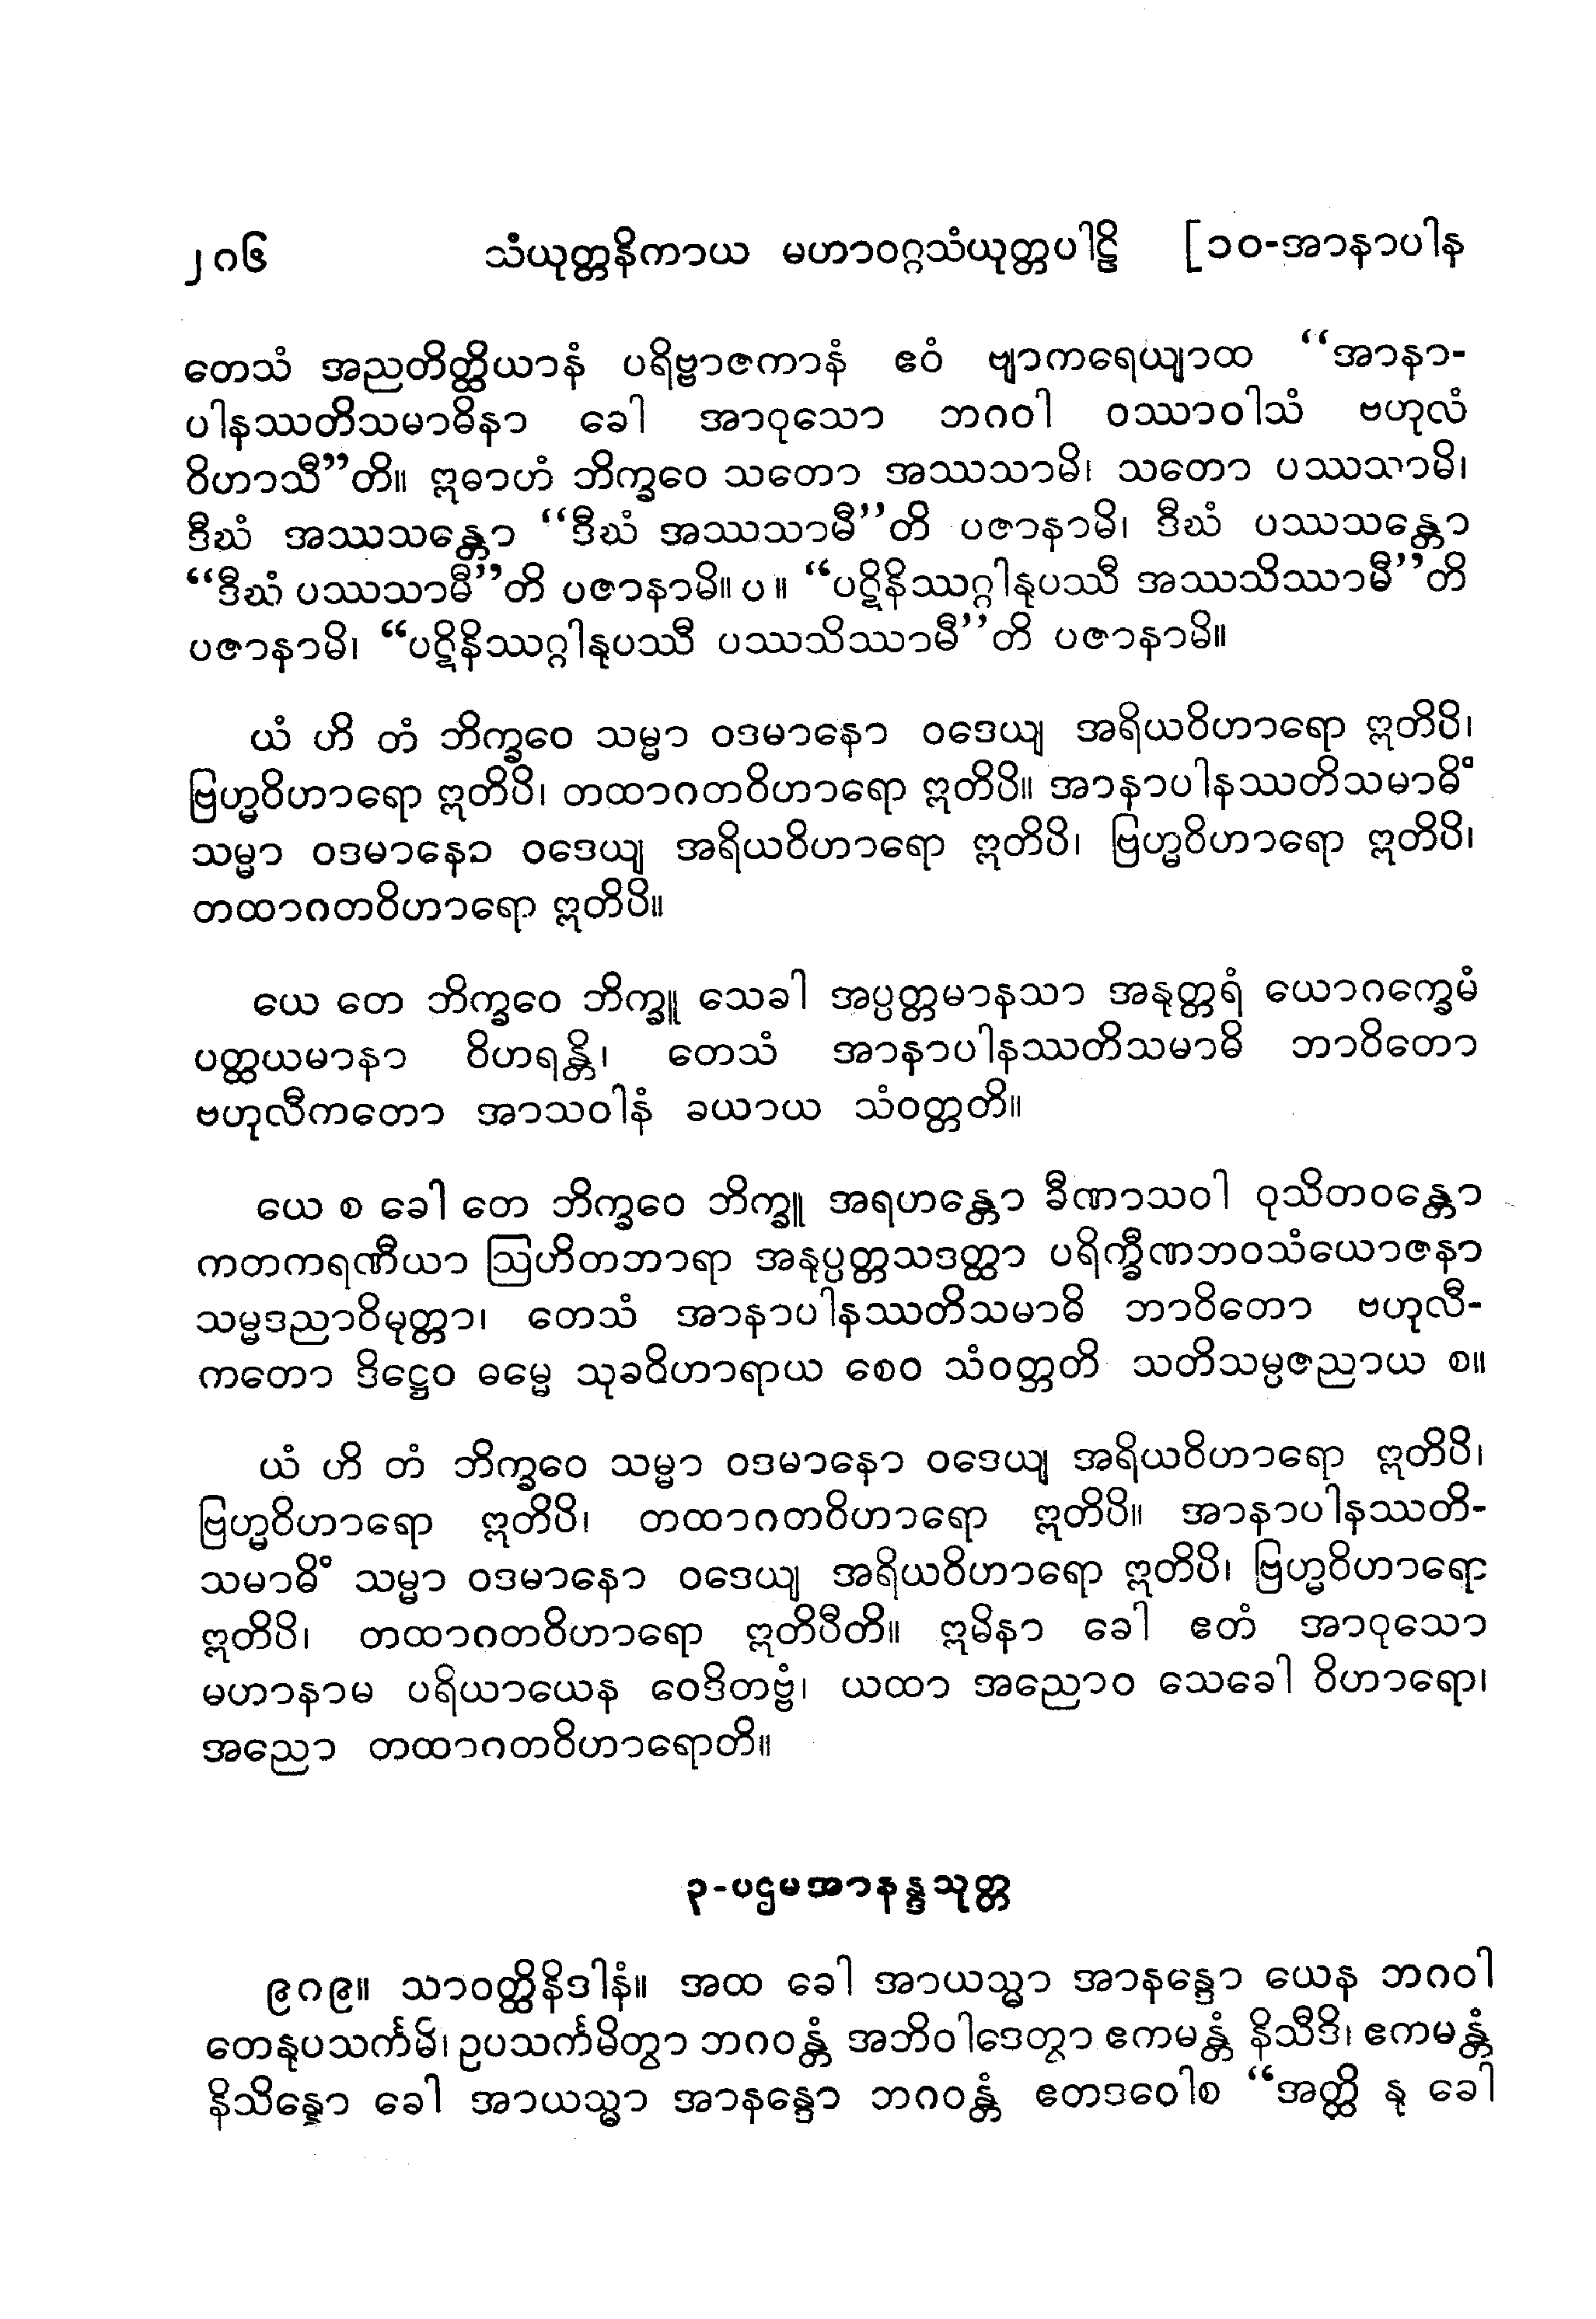 ၂၈၆ သံယုတ္တနိကာယ မဟာဝဂ္ဂသံယုတ္တပါဠိ [၁၀-အာနာပါန
တေသံ အညတိတ္ထိယာနံ ပရိဗ္ဗာဇကာနံ ဧဝံ ဗျာကရေယျာထ “အာနာ-
ပါနဿတိသမာဓိနာ ခေါ အာဝုသော ဘဂဝါ ဝဿာဝါသံ ဗဟုလံ
ဝိဟာသီ”တိ။ ဣဓာဟံ ဘိက္ခဝေ သတော အဿသာမိ၊ သတော ပဿသာမိ၊
ဒီဃံ အဿသန္တော “ဒီဃံ အဿသာမီ”တိ ပဇာနာမိ၊ ဒီဃံ ပဿသန္တော
“ဒီဃံ ပဿသာမီ”တိ ပဇာနာမိ။ ပ ။ “ပဋိနိဿဂ္ဂါနုပဿီ အဿသိဿာမီ”တိ
ပဇာနာမိ၊ “ပဋိနိဿဂ္ဂါနုပဿီ ပဿသိဿာမီ”တိ ပဇာနာမိ။
ယံ ဟိ တံ ဘိက္ခဝေ သမ္မာ ဝဒမာနော ဝဒေယျ အရိယဝိဟာရော ဣတိပိ၊
ဗြဟ္မဝိဟာရော ဣတိပိ၊ တထာဂတဝိဟာရော ဣတိပိ။ အာနာပါနဿတိသမာဓိံ
သမ္မာ ဝဒမာနော ဝဒေယျ အရိယဝိဟာရော ဣတိပိ၊ ဗြဟ္မဝိဟာရော ဣတိပိ၊
တထာဂတဝိဟာရော ဣတိပိ။
ယေ တေ ဘိက္ခဝေ ဘိက္ခူ သေခါ အပ္ပတ္တမာနသာ အနုတ္တရံ ယောဂက္ခေမံ
ပတ္ထယမာနာ ဝိဟရန္တိ၊ တေသံ အာနာပါနဿတိသမာဓိ ဘာဝိတော
ဗဟုလီကတော အာသဝါနံ ခယာယ သံဝတ္တတိ။
ယေ စ ခေါ တေ ဘိက္ခဝေ ဘိက္ခူ အရဟန္တော ခီဏာသဝါ ဝုသိတဝန္တော
ကတကရဏီယာ ဩဟိတဘာရာ အနုပ္ပတ္တသဒတ္ထာ ပရိက္ခီဏဘဝသံယောဇနာ
သမ္မဒညာဝိမုတ္တာ၊ တေသံ အာနာပါနဿတိသမာဓိ ဘာဝိတော ဗဟုလီ-
ကတော ဒိဋ္ဌေဝ ဓမ္မေ သုခဝိဟာရာယ စေဝ သံဝတ္တတိ သတိသမ္ပဇညာယ စ။
ယံ ဟိ တံ ဘိက္ခဝေ သမ္မာ ဝဒမာနော ဝဒေယျ အရိယဝိဟာရော ဣတိပိ၊
ဗြဟ္မဝိဟာရော ဣတိပိ၊ တထာဂတဝိဟာရော ဣတိပိ။ အာနာပါနဿတိ-
သမာဓိံ သမ္မာ ဝဒမာနော ဝဒေယျ အရိယဝိဟာရော ဣတိပိ၊ ဗြဟ္မဝိဟာရော
ဣတိပိ၊ တထာဂတဝိဟာရော ဣတိပီတိ။ ဣမိနာ ခေါ ဧတံ အာဝုသော
မဟာနာမ ပရိယာယေန ဝေဒိတဗ္ဗံ၊ ယထာ အညောဝ သေခေါ ဝိဟာရော၊
အညော တထာဂတဝိဟာရောတိ။
၃-ပဌမအာနန္ဒသုတ္တ
၉၈၉။ သာဝတ္ထိနိဒါနံ။ အထ ခေါ အာယသ္မာ အာနန္ဒော ယေန ဘဂဝါ
တေနုပသင်္ကမိ၊ ဥပသင်္ကမိတွာ ဘဂဝန္တံ အဘိဝါဒေတွာ ဧကမန္တံ နိသီဒိ၊ ဧကမန္တံ
နိသိန္နော ခေါ အာယသ္မာ အာနန္ဒော ဘဂဝန္တံ ဧတဒဝေါစ “အတ္ထိ နု ခေါ